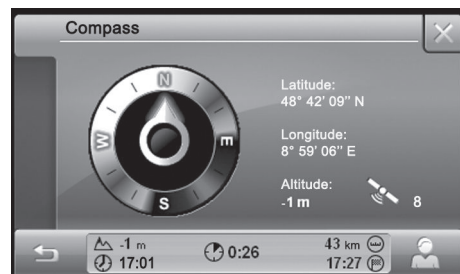 Compass
N
W
E
S
Latitude:
48° 42' 09" N
Longitude:
8° 59' 06" E
Altitude:
-1 m
8
-1 m
0:26
43 km
17:01
17:27